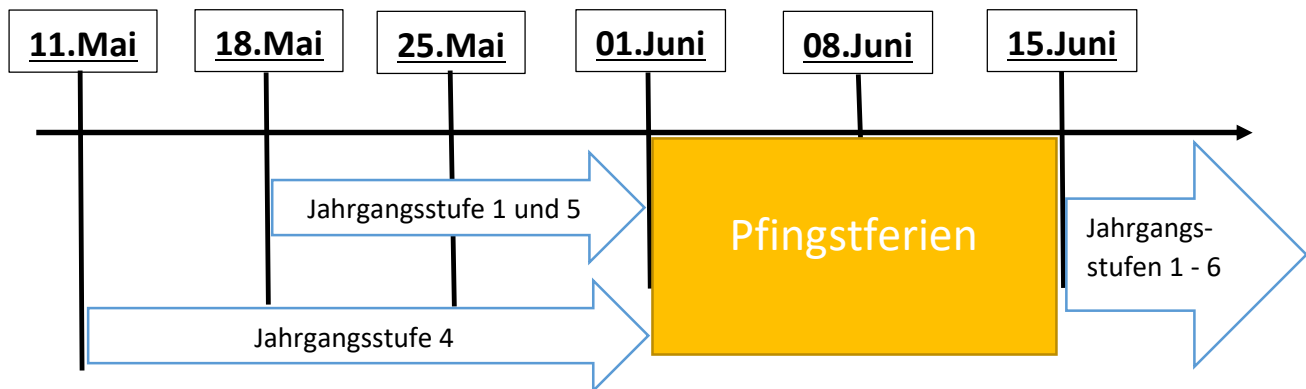 11.Mai
18.Mai
25.Mai
01.Juni
08.Juni
15.Juni
Jahrgangsstufe 1 und 5
Pfingstferien
Jahrgangs-
stufen 1 - 6
Jahrgangsstufe 4